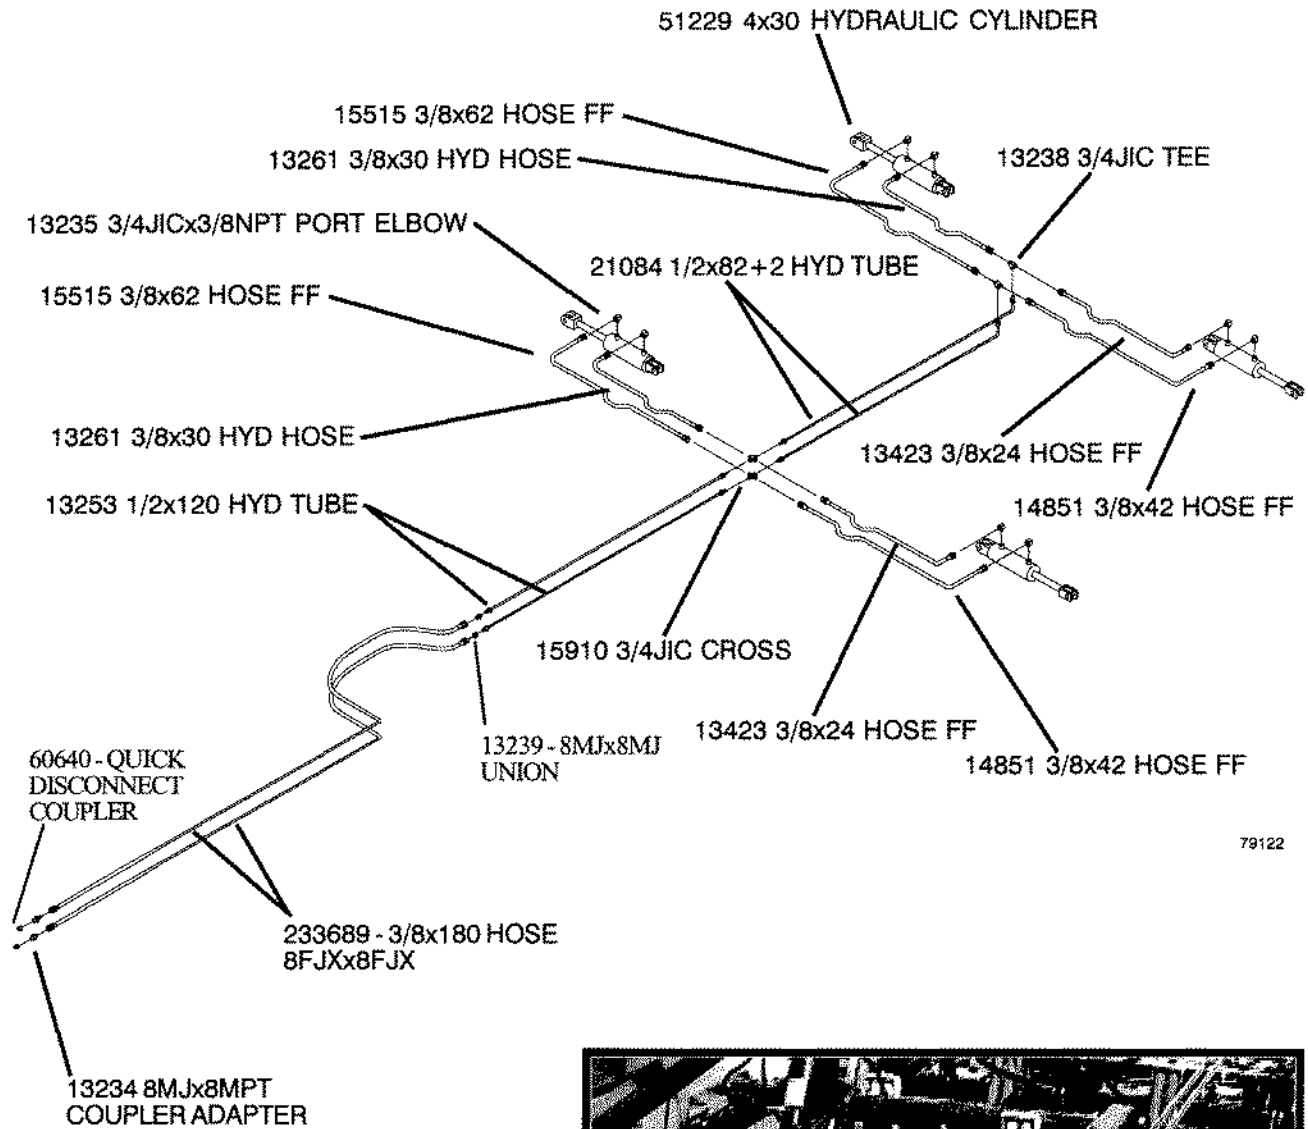 51229 4x30 HYDRAULIC CYLINDER
15515 3/8x62 HOSE FF
13261 3/8x30 HYD HOSE
13238 3/4JIC TEE
13235 3/4JICx3/8NPT PORT ELBOW
21084 1/2x82+2 HYD TUBE
15515 3/8x62 HOSE FF
13261 3/8x30 HYD HOSE
13423 3/8x24 HOSE FF
13253 1/2x120 HYD TUBE
14851 3/8x42 HOSE FF
15910 3/4JIC CROSS
13423 3/8x24 HOSE FF
13239-8MJx8MJ
UNION
14851 3/8x42 HOSE FF
60640-QUICK
DISCONNECT
COUPLER
79122
233689-3/8x180 HOSE
8FJXx8FJX
13234 8MJx8MPT
COUPLER ADAPTER